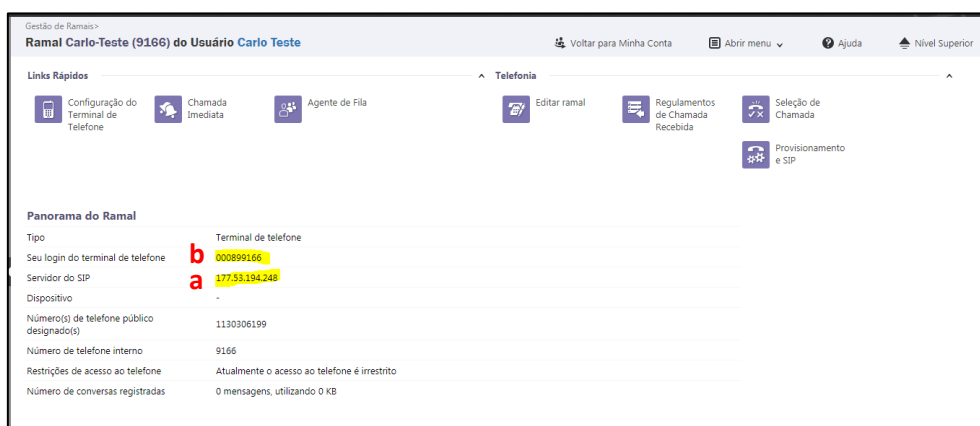 Gestão de Ramais>
Ramal Carlo-Teste (9166) do Usuário Carlo Teste
Voltar para Minha Conta
Abrir menu
Ajuda
Nível Superior
Links Rápidos
Telefonia
Configuração do
Terminal de
Telefone
Chamada
Imediata
Agente de Fila
Editar ramal
Regulamentos
de Chamada
Recebida
Seleção de
Chamada
Provisionamento
e SIP
Panorama do Ramal
Tipo Terminal de telefone
Seu login do terminal de telefone b 000899166
Servidor do SIP a 177.53.194.248
Dispositivo -
Número(s) de telefone público
designado(s) 1130306199
Número de telefone interno 9166
Restrições de acesso ao telefone Atualmente o acesso ao telefone é irrestrito
Número de conversas registradas 0 mensagens, utilizando 0 KB